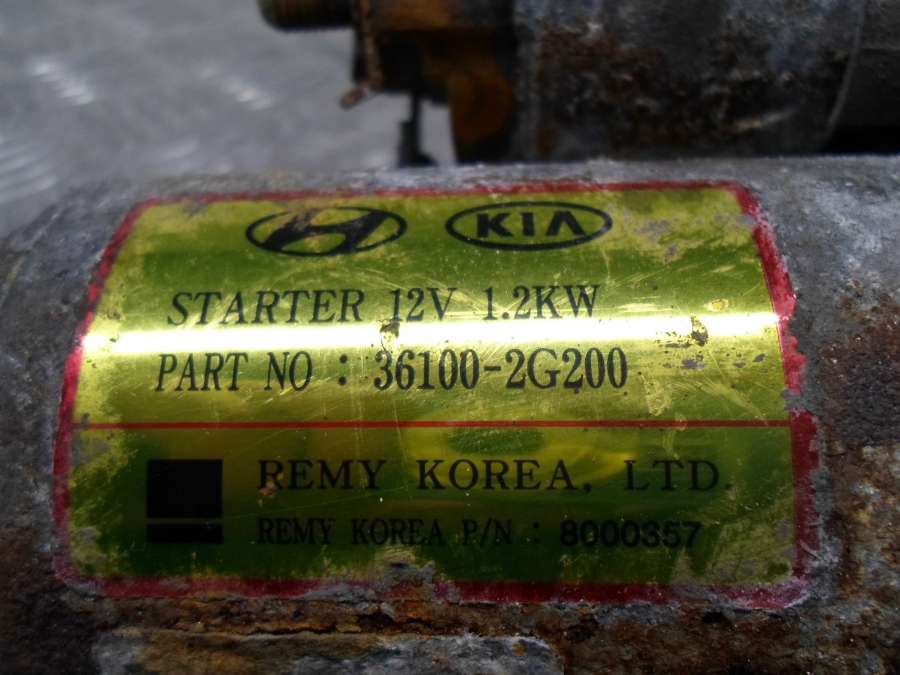 KIA
STARTER 12V 1.2KW
PART NO : 36100-2G200
REMY KOREA, LTD.
REMY KOREA P/N : 8000357